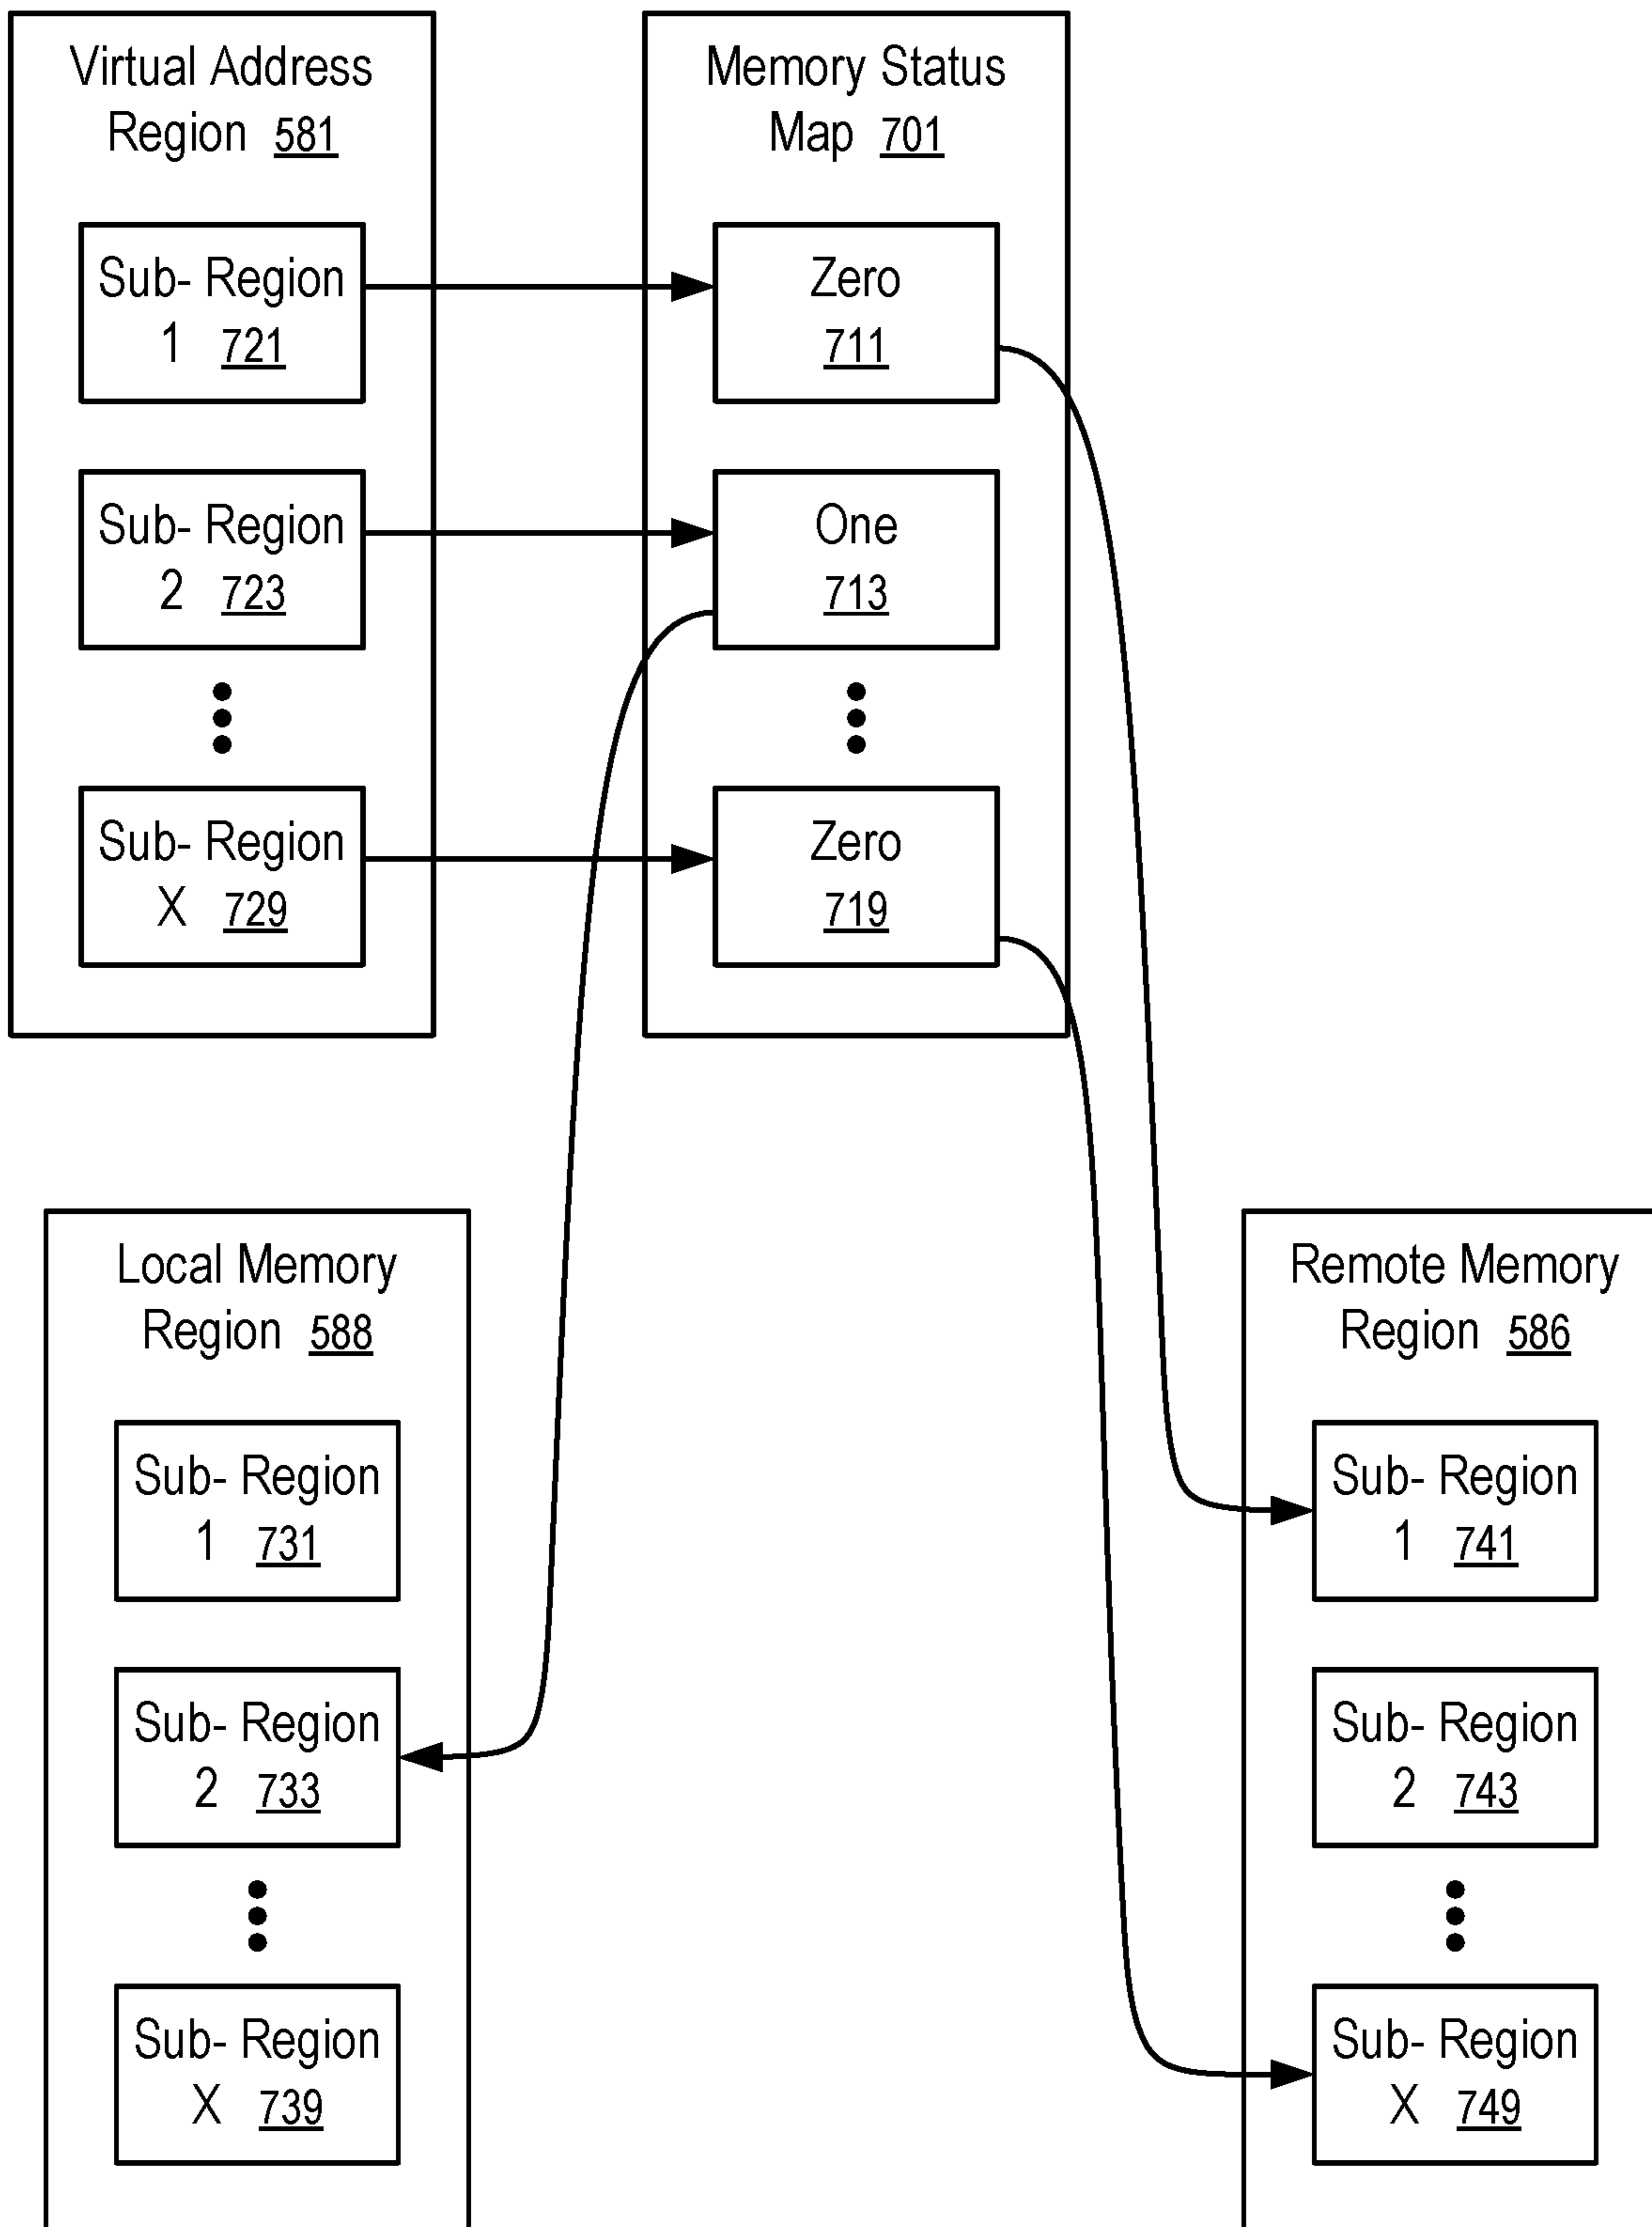 Virtual Address
Region 581
Sub- Region
1 721
Sub- Region
2 723
Sub- Region
X 729
Memory Status
Map 701
Zero
711
One
713
Zero
719
Local Memory
Region 588
Sub- Region
1 731
Sub- Region
2 733
Sub- Region
X 739
Remote Memory
Region 586
Sub- Region
1 741
Sub- Region
2 743
Sub- Region
X 749